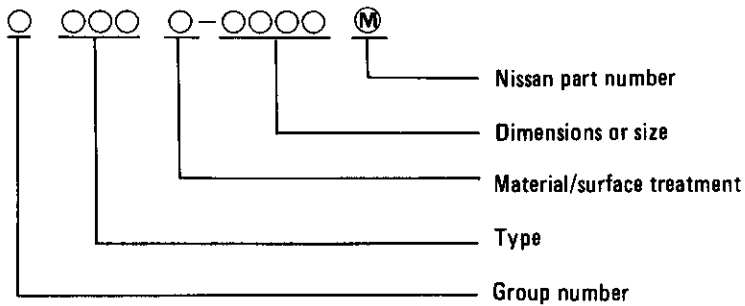 ○ ○○○ ○-○○○○ Ⓜ
Nissan part number
Dimensions or size
Material/surface treatment
Type
Group number